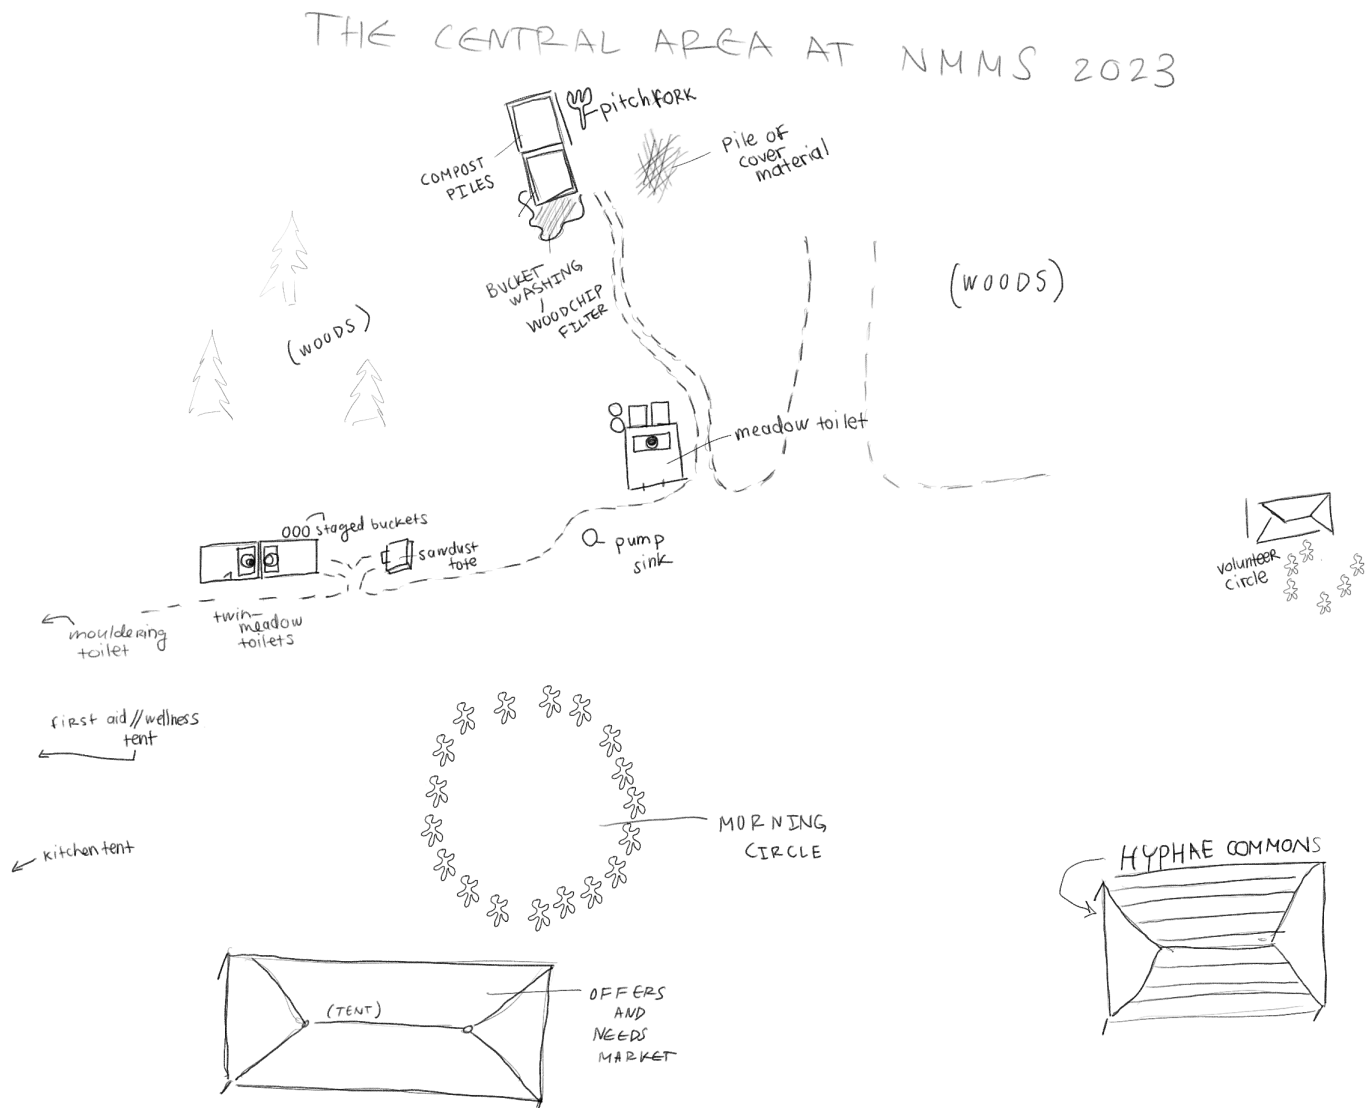 THE CENTRAL AREA AT NMMS 2023
pitchfork
COMPOST
PILES
Pile of
cover
material
BUCKET
WASHING
/
WOODCHIP
FILTER
(WOODS)
(WOODS)
meadow toilet
staged buckets
sawdust
tote
pump
sink
volunteer
circle
twin-
meadow
toilets
mouldering
toilet
first aid//wellness
tent
kitchen tent
MORNING
CIRCLE
HYPHAE COMMONS
(TENT)
OFFERS
AND
NEEDS
MARKET